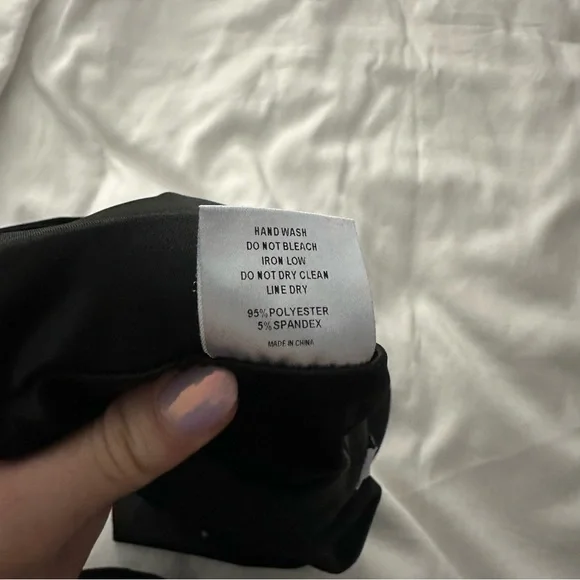 HAND WASH
DO NOT BLEACH
IRON LOW
DO NOT DRY CLEAN
LINE DRY
95%POLYESTER
5%SPANDEX
MADE IN CHINA